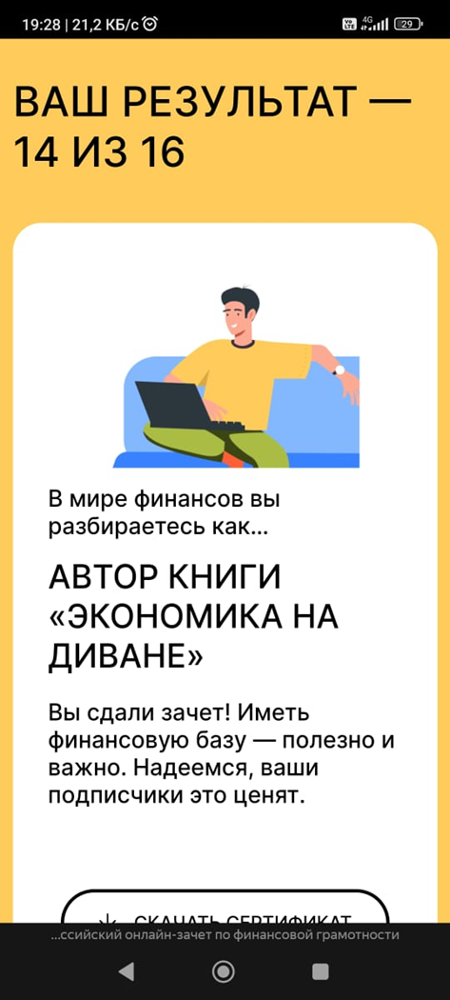 19:28 | 21,2 КБ/с
Vo LTE 4G 29
ВАШ РЕЗУЛЬТАТ —
14 ИЗ 16
В мире финансов вы
разбираетесь как...
АВТОР КНИГИ
«ЭКОНОМИКА НА
ДИВАНЕ»
Вы сдали зачет! Иметь
финансовую базу — полезно и
важно. Надеемся, ваши
подписчики это ценят.
СКАЧАТЬ СЕРТИФИКАТ
...ссийский онлайн-зачет по финансовой грамотности